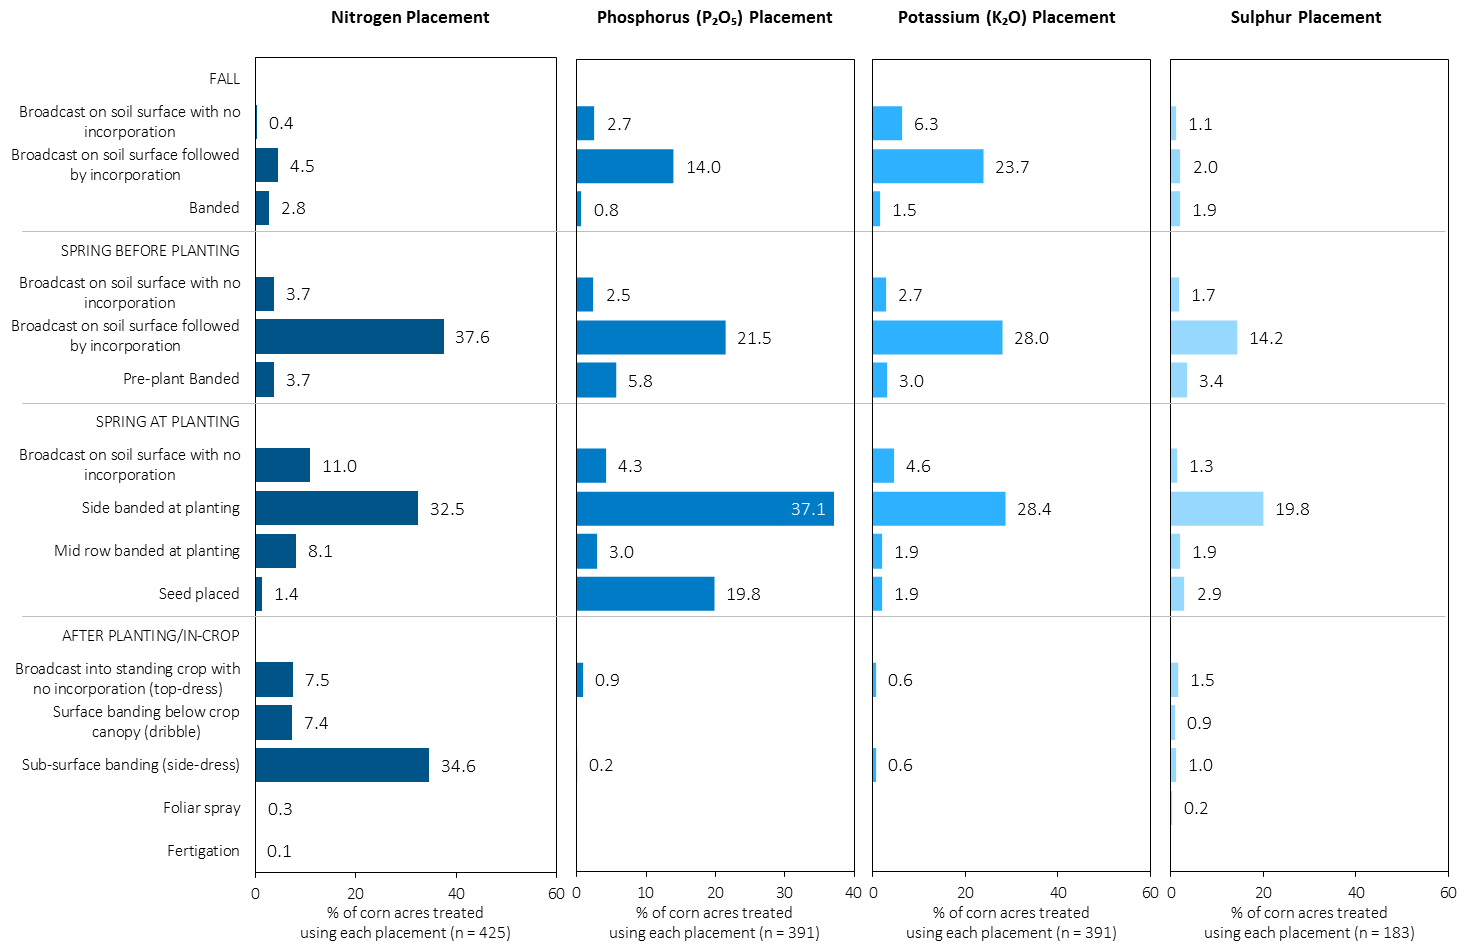 Nitrogen Placement
Phosphorus (P₂O₅) Placement
Potassium (K₂O) Placement
Sulphur Placement
FALL
Broadcast on soil surface with no
incorporation
0.4
2.7
6.3
1.1
Broadcast on soil surface followed
by incorporation
4.5
14.0
23.7
2.0
Banded
2.8
0.8
1.5
1.9
SPRING BEFORE PLANTING
Broadcast on soil surface with no
incorporation
3.7
2.5
2.7
1.7
Broadcast on soil surface followed
by incorporation
37.6
21.5
28.0
14.2
Pre-plant Banded
3.7
5.8
3.0
3.4
SPRING AT PLANTING
Broadcast on soil surface with no
incorporation
11.0
4.3
4.6
1.3
Side banded at planting
32.5
37.1
28.4
19.8
Mid row banded at planting
8.1
3.0
1.9
1.9
Seed placed
1.4
19.8
1.9
2.9
AFTER PLANTING/IN-CROP
Broadcast into standing crop with
no incorporation (top-dress)
7.5
0.9
0.6
1.5
Surface banding below crop
canopy (dribble)
7.4
0.9
Sub-surface banding (side-dress)
34.6
0.2
0.6
1.0
Foliar spray
0.3
0.2
Fertigation
0.1
0 20 40 60
0 10 20 30 40
0 20 40 60
0 20 40 60
% of corn acres treated
using each placement (n = 425)
% of corn acres treated
using each placement (n = 391)
% of corn acres treated
using each placement (n = 391)
% of corn acres treated
using each placement (n = 183)